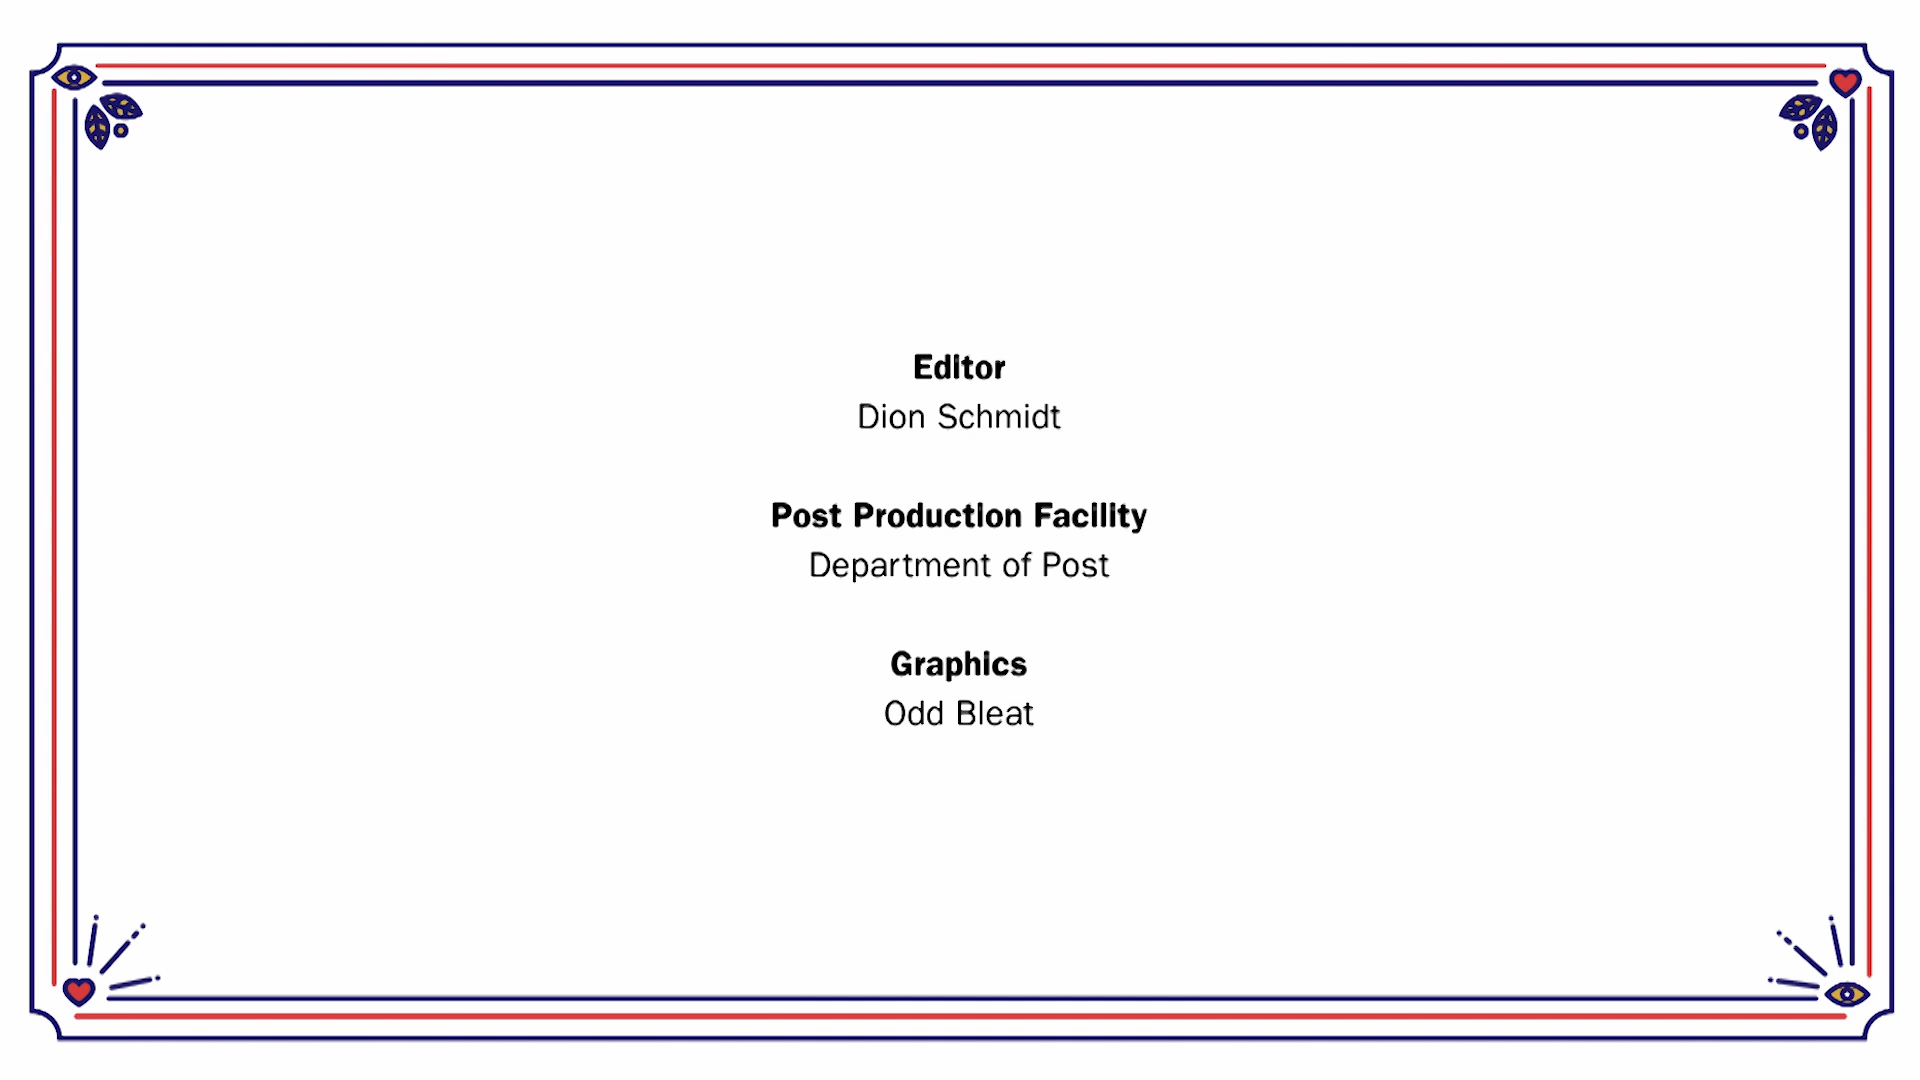 Editor
Dion Schmidt
Post Production Facility
Department of Post
Graphics
Odd Bleat